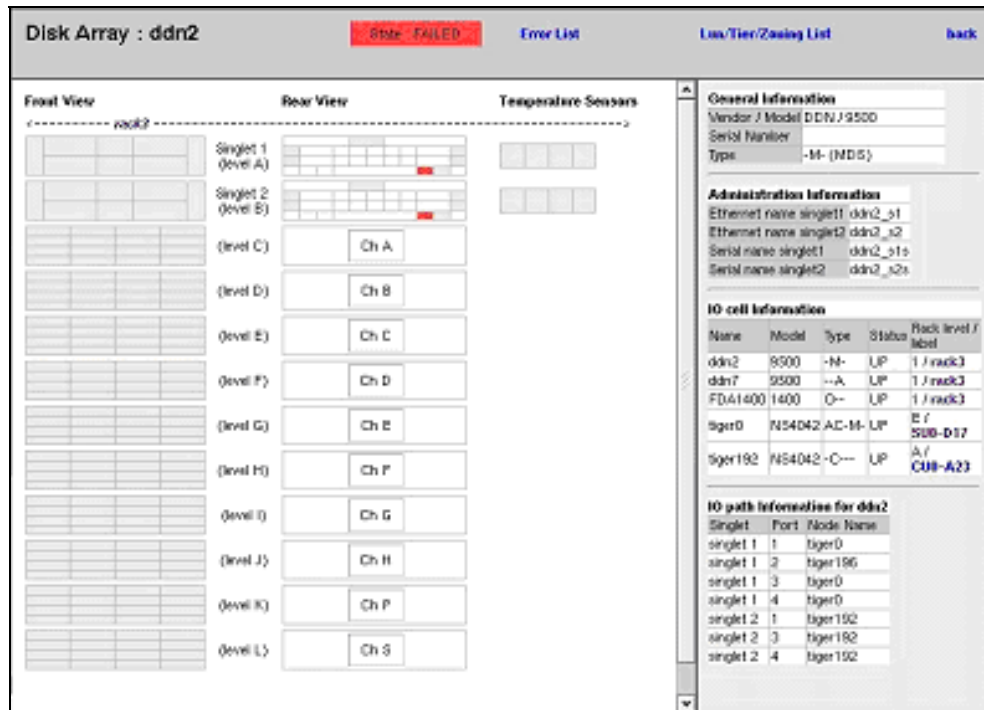 Disk Array : ddn2
State : FAILED
Error List
Lun/Tier/Zoning List
back
Front View
Rear View
Temperature Sensors
rack3
Singlet 1
(level A)
Singlet 2
(level B)
(level C)
Ch A
(level D)
Ch B
(level E)
Ch C
(level F)
Ch D
(level G)
Ch E
(level H)
Ch F
(level I)
Ch G
(level J)
Ch H
(level K)
Ch P
(level L)
Ch S
General Information
Vendor / Model DDN / 9500
Serial Number
Type -M- (MDS)
Administration Information
Ethernet name singlet1 ddn2_s1
Ethernet name singlet2 ddn2_s2
Serial name singlet1 ddn2_s1s
Serial name singlet2 ddn2_s2s
IO cell Information
Name Model Type Status Rack level / label
ddn2 9500 -M- UP 1 / rack3
ddn7 9500 --A UP 1 / rack3
FDA1400 1400 O-- UP 1 / rack3
tiger0 NS4042 AC-M- UP E / SU0-D17
tiger192 NS4042 -C--- UP A / CU0-A23
IO path Information for ddn2
Singlet Port Node Name
singlet 1 1 tiger0
singlet 1 2 tiger196
singlet 1 3 tiger0
singlet 1 4 tiger0
singlet 2 1 tiger192
singlet 2 3 tiger192
singlet 2 4 tiger192